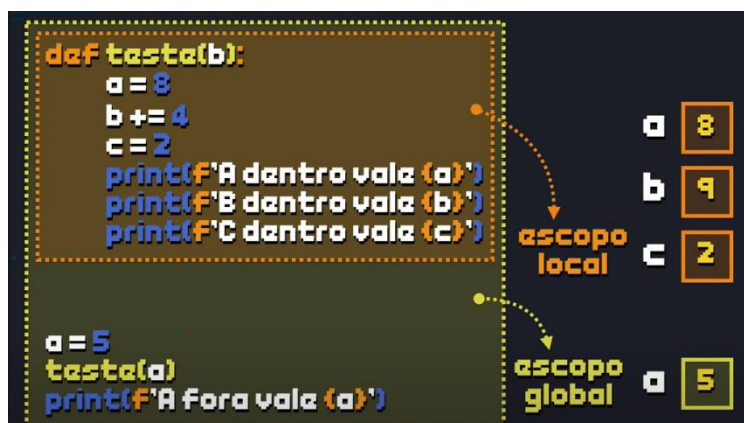 def teste(b):
a = 8
b += 4
c = 2
print(f'A dentro vale {a}')
print(f'B dentro vale {b}')
print(f'C dentro vale {c}')
a = 5
teste(a)
print(f'A fora vale {a}')
escopo
local
escopo
global
a 8
b 9
c 2
a 5